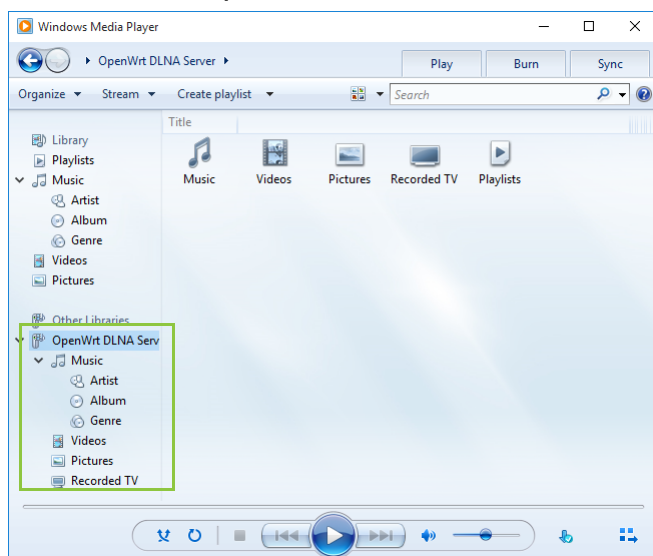 Windows Media Player
OpenWrt DLNA Server
Play Burn Sync
Organize Stream Create playlist Search
Title
Library
Playlists
Music
Artist
Album
Genre
Videos
Pictures
Music Videos Pictures Recorded TV Playlists
Other Libraries
OpenWrt DLNA Serv
Music
Artist
Album
Genre
Videos
Pictures
Recorded TV